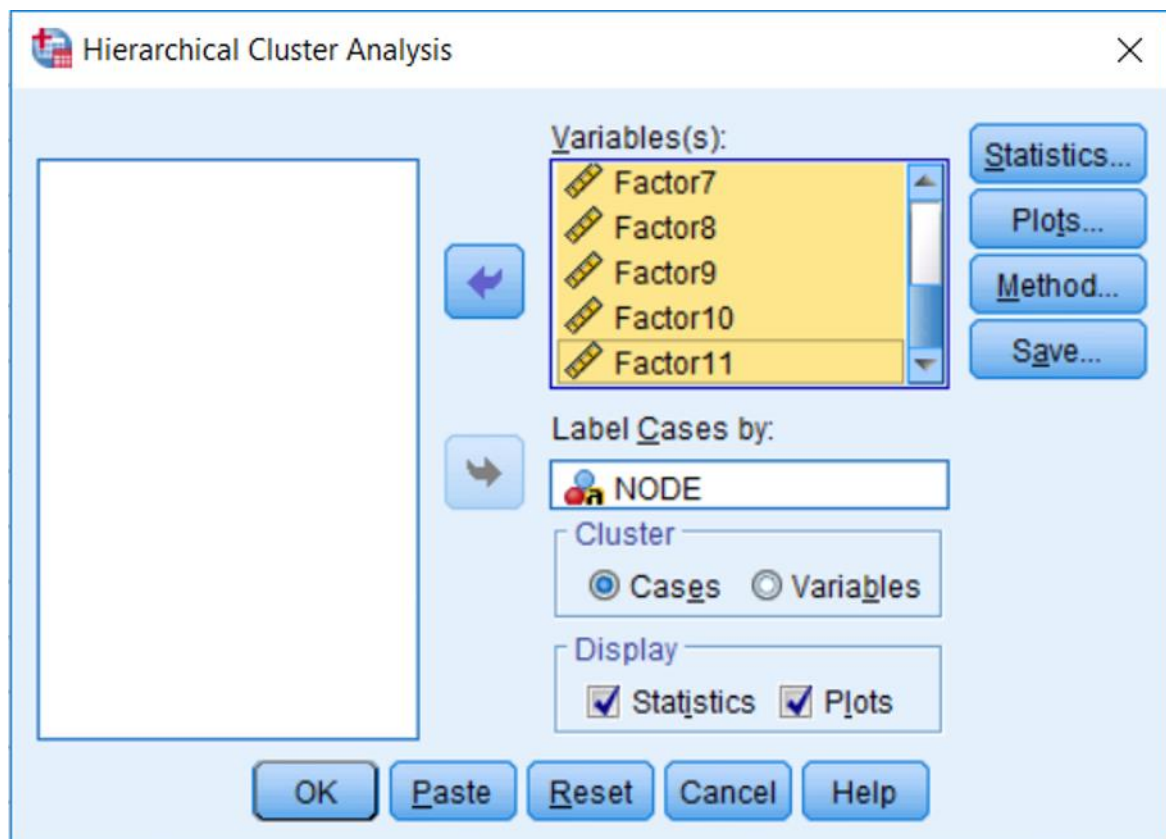 Hierarchical Cluster Analysis
Variables(s):
Factor7
Factor8
Factor9
Factor10
Factor11
Statistics...
Plots...
Method...
Save...
Label Cases by:
a NODE
Cluster
Cases Variables
Display
Statistics Plots
OK Paste Reset Cancel Help